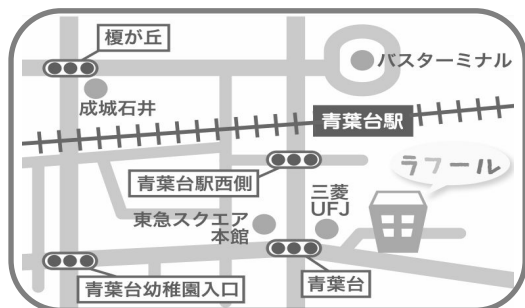 榎が丘
バスターミナル
成城石井
青葉台駅
ラフール
青葉台駅西側
三菱
UFJ
東急スクエア
本館
青葉台幼稚園入口
青葉台